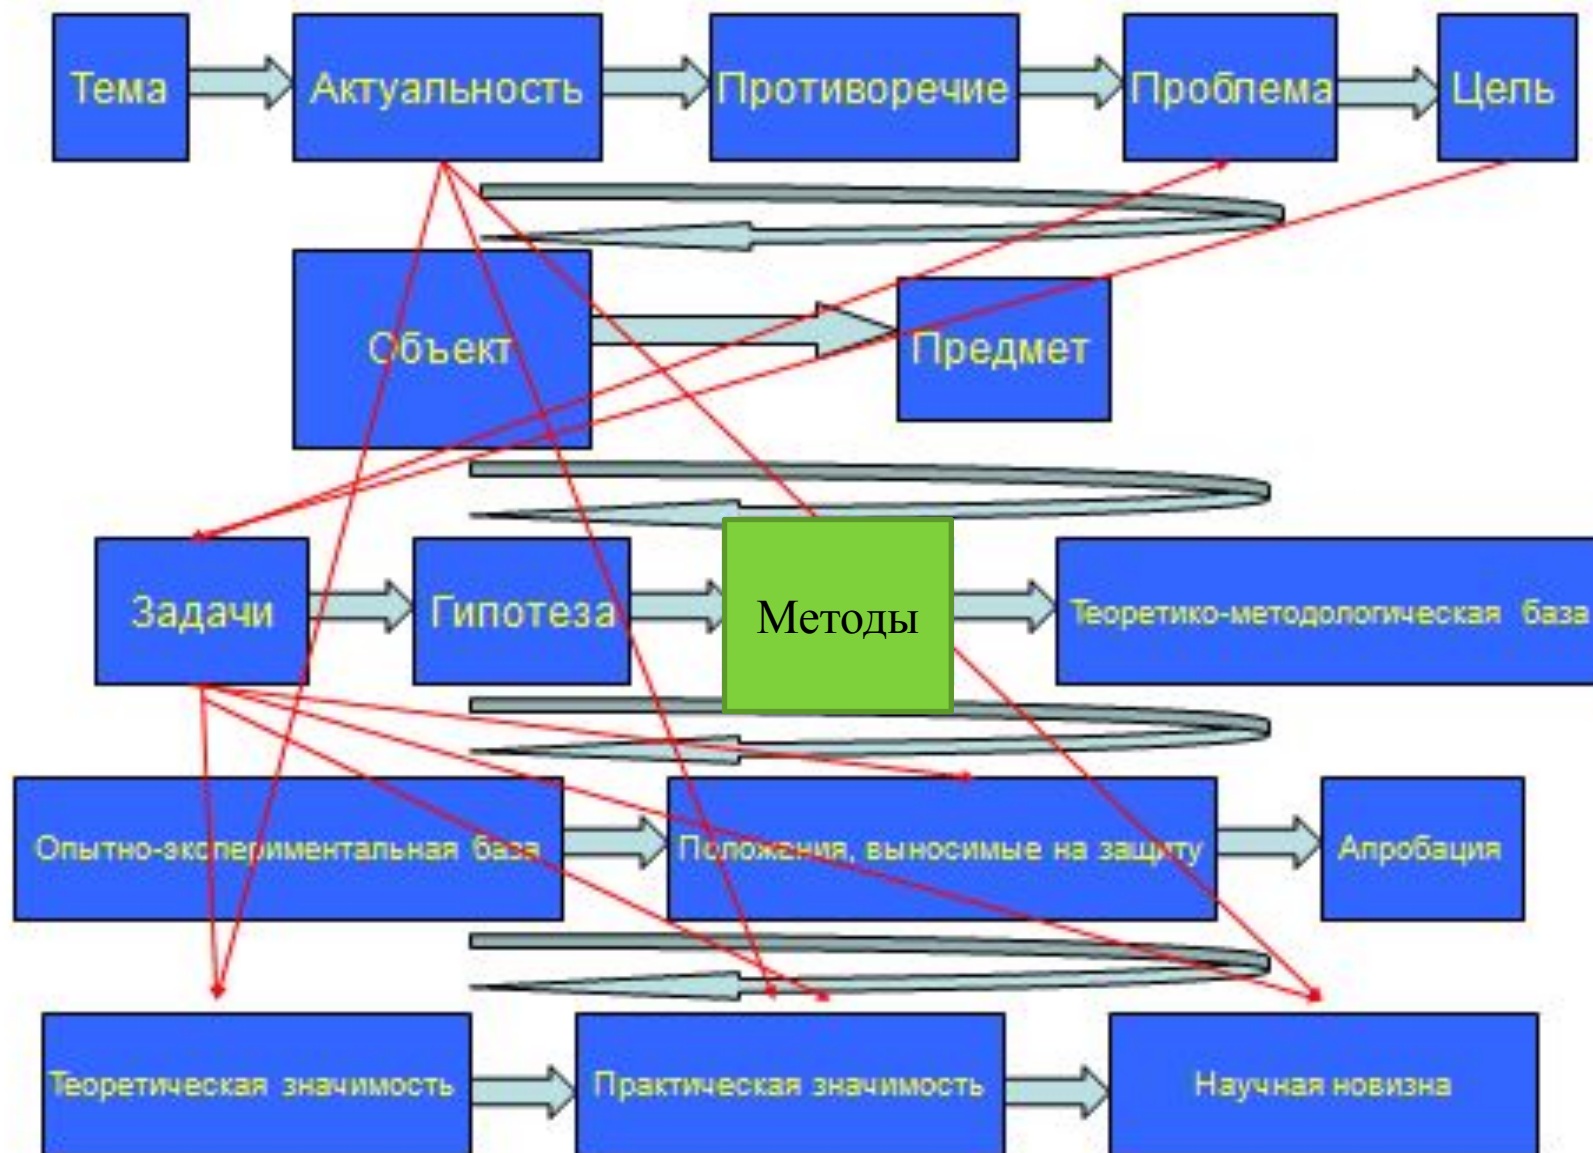 Тема
Актуальность
Противоречие
Проблема
Цель
Объект
Предмет
Задачи
Гипотеза
Методы
Теоретико-методологическая база
Опытно-экспериментальная база
Положения, выносимые на защиту
Апробация
Теоретическая значимость
Практическая значимость
Научная новизна